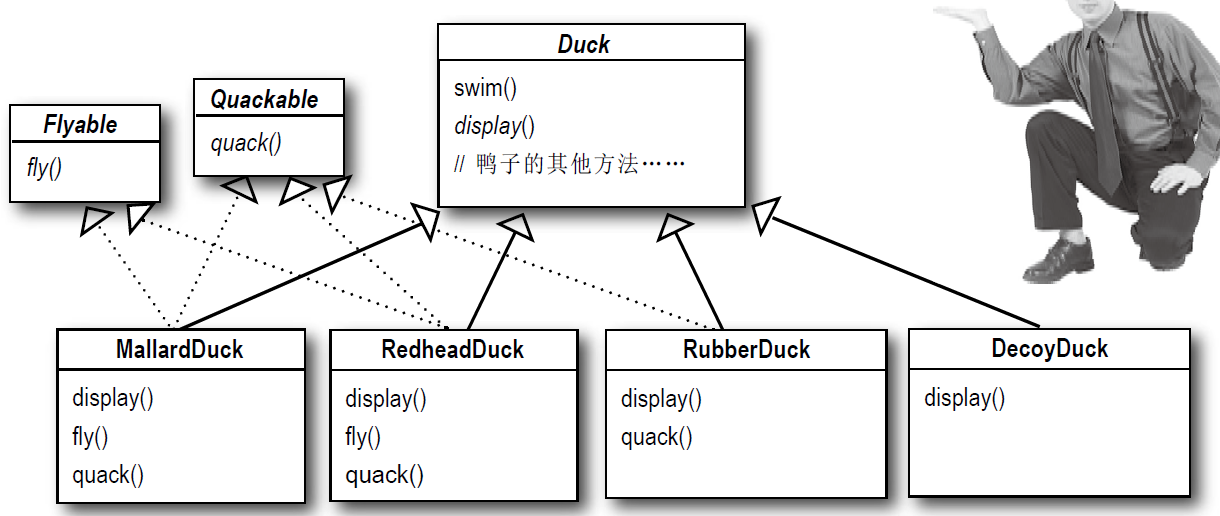 Flyable
fly()
Quackable
quack()
Duck
swim()
display()
// 鸭子的其他方法……
MallardDuck
display()
fly()
quack()
RedheadDuck
display()
fly()
quack()
RubberDuck
display()
quack()
DecoyDuck
display()